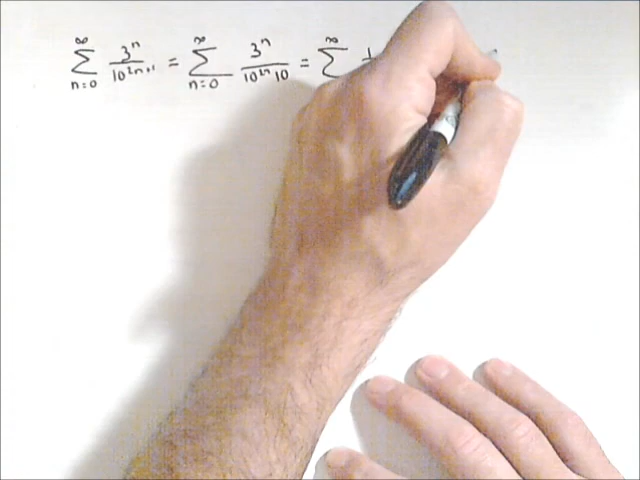 ∞∑n=0 3^n/10^(2n+1) = ∞∑n=0 3^n/(10^(2n) 10) = ∞∑